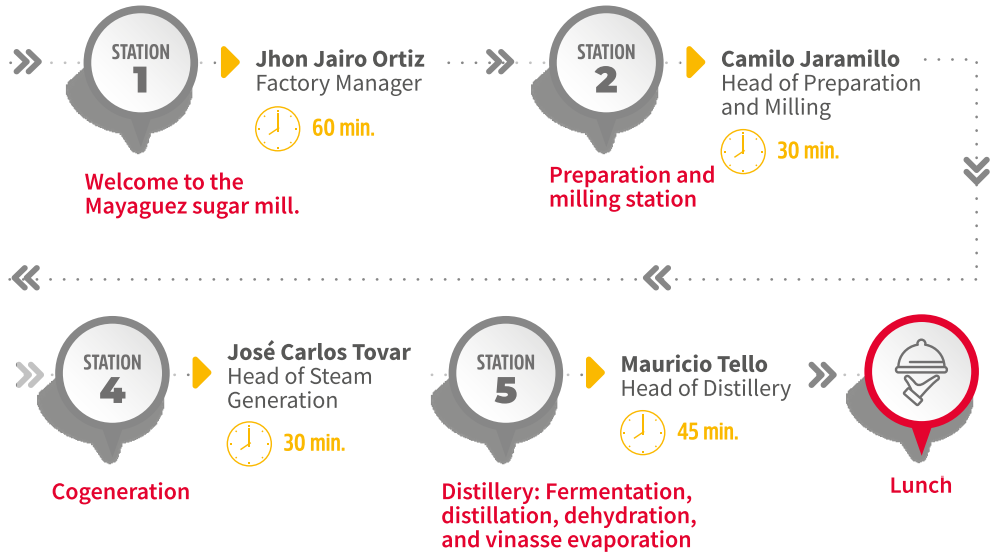 STATION
1
Jhon Jairo Ortiz
Factory Manager
60 min.
Welcome to the
Mayaguez sugar mill.
STATION
2
Camilo Jaramillo
Head of Preparation
and Milling
30 min.
Preparation and
milling station
STATION
4
José Carlos Tovar
Head of Steam
Generation
30 min.
Cogeneration
STATION
5
Mauricio Tello
Head of Distillery
45 min.
Distillery: Fermentation,
distillation, dehydration,
and vinasse evaporation
Lunch